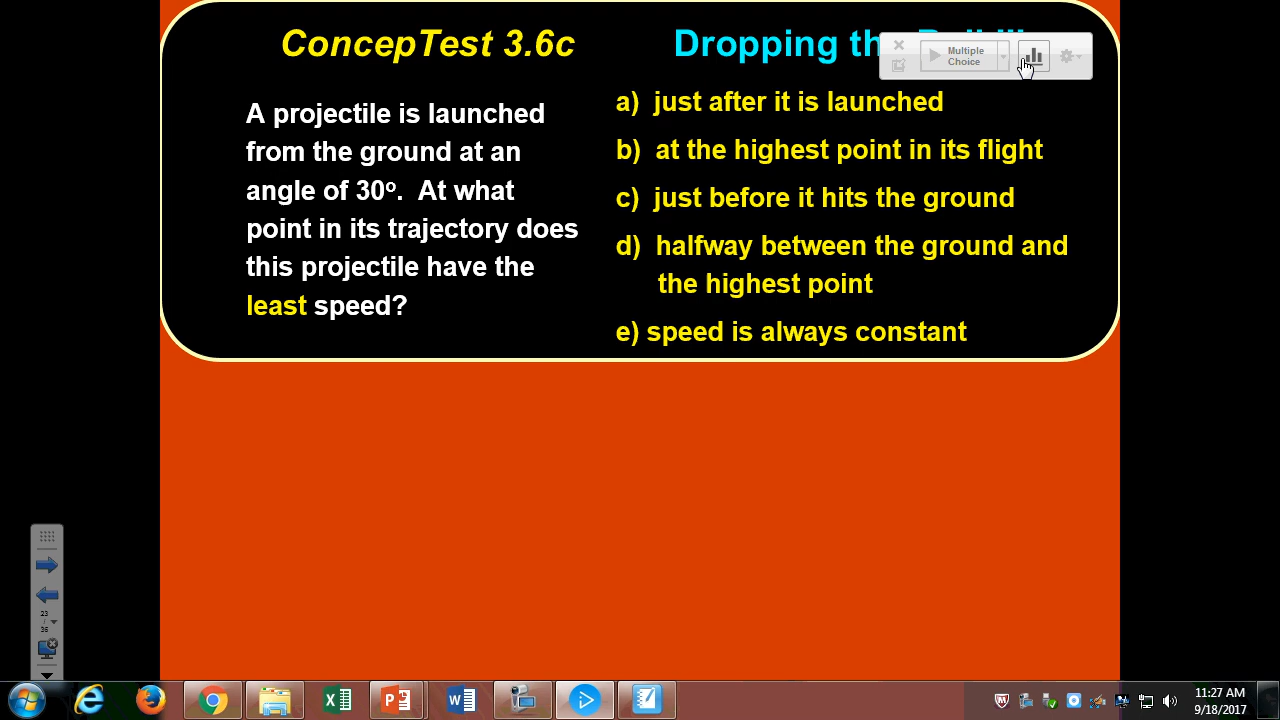 ConcepTest 3.6c
Dropping th
Multiple
Choice
A projectile is launched
from the ground at an
angle of 30º. At what
point in its trajectory does
this projectile have the
least speed?
a) just after it is launched
b) at the highest point in its flight
c) just before it hits the ground
d) halfway between the ground and
the highest point
e) speed is always constant
23
/
36
11:27 AM
9/18/2017